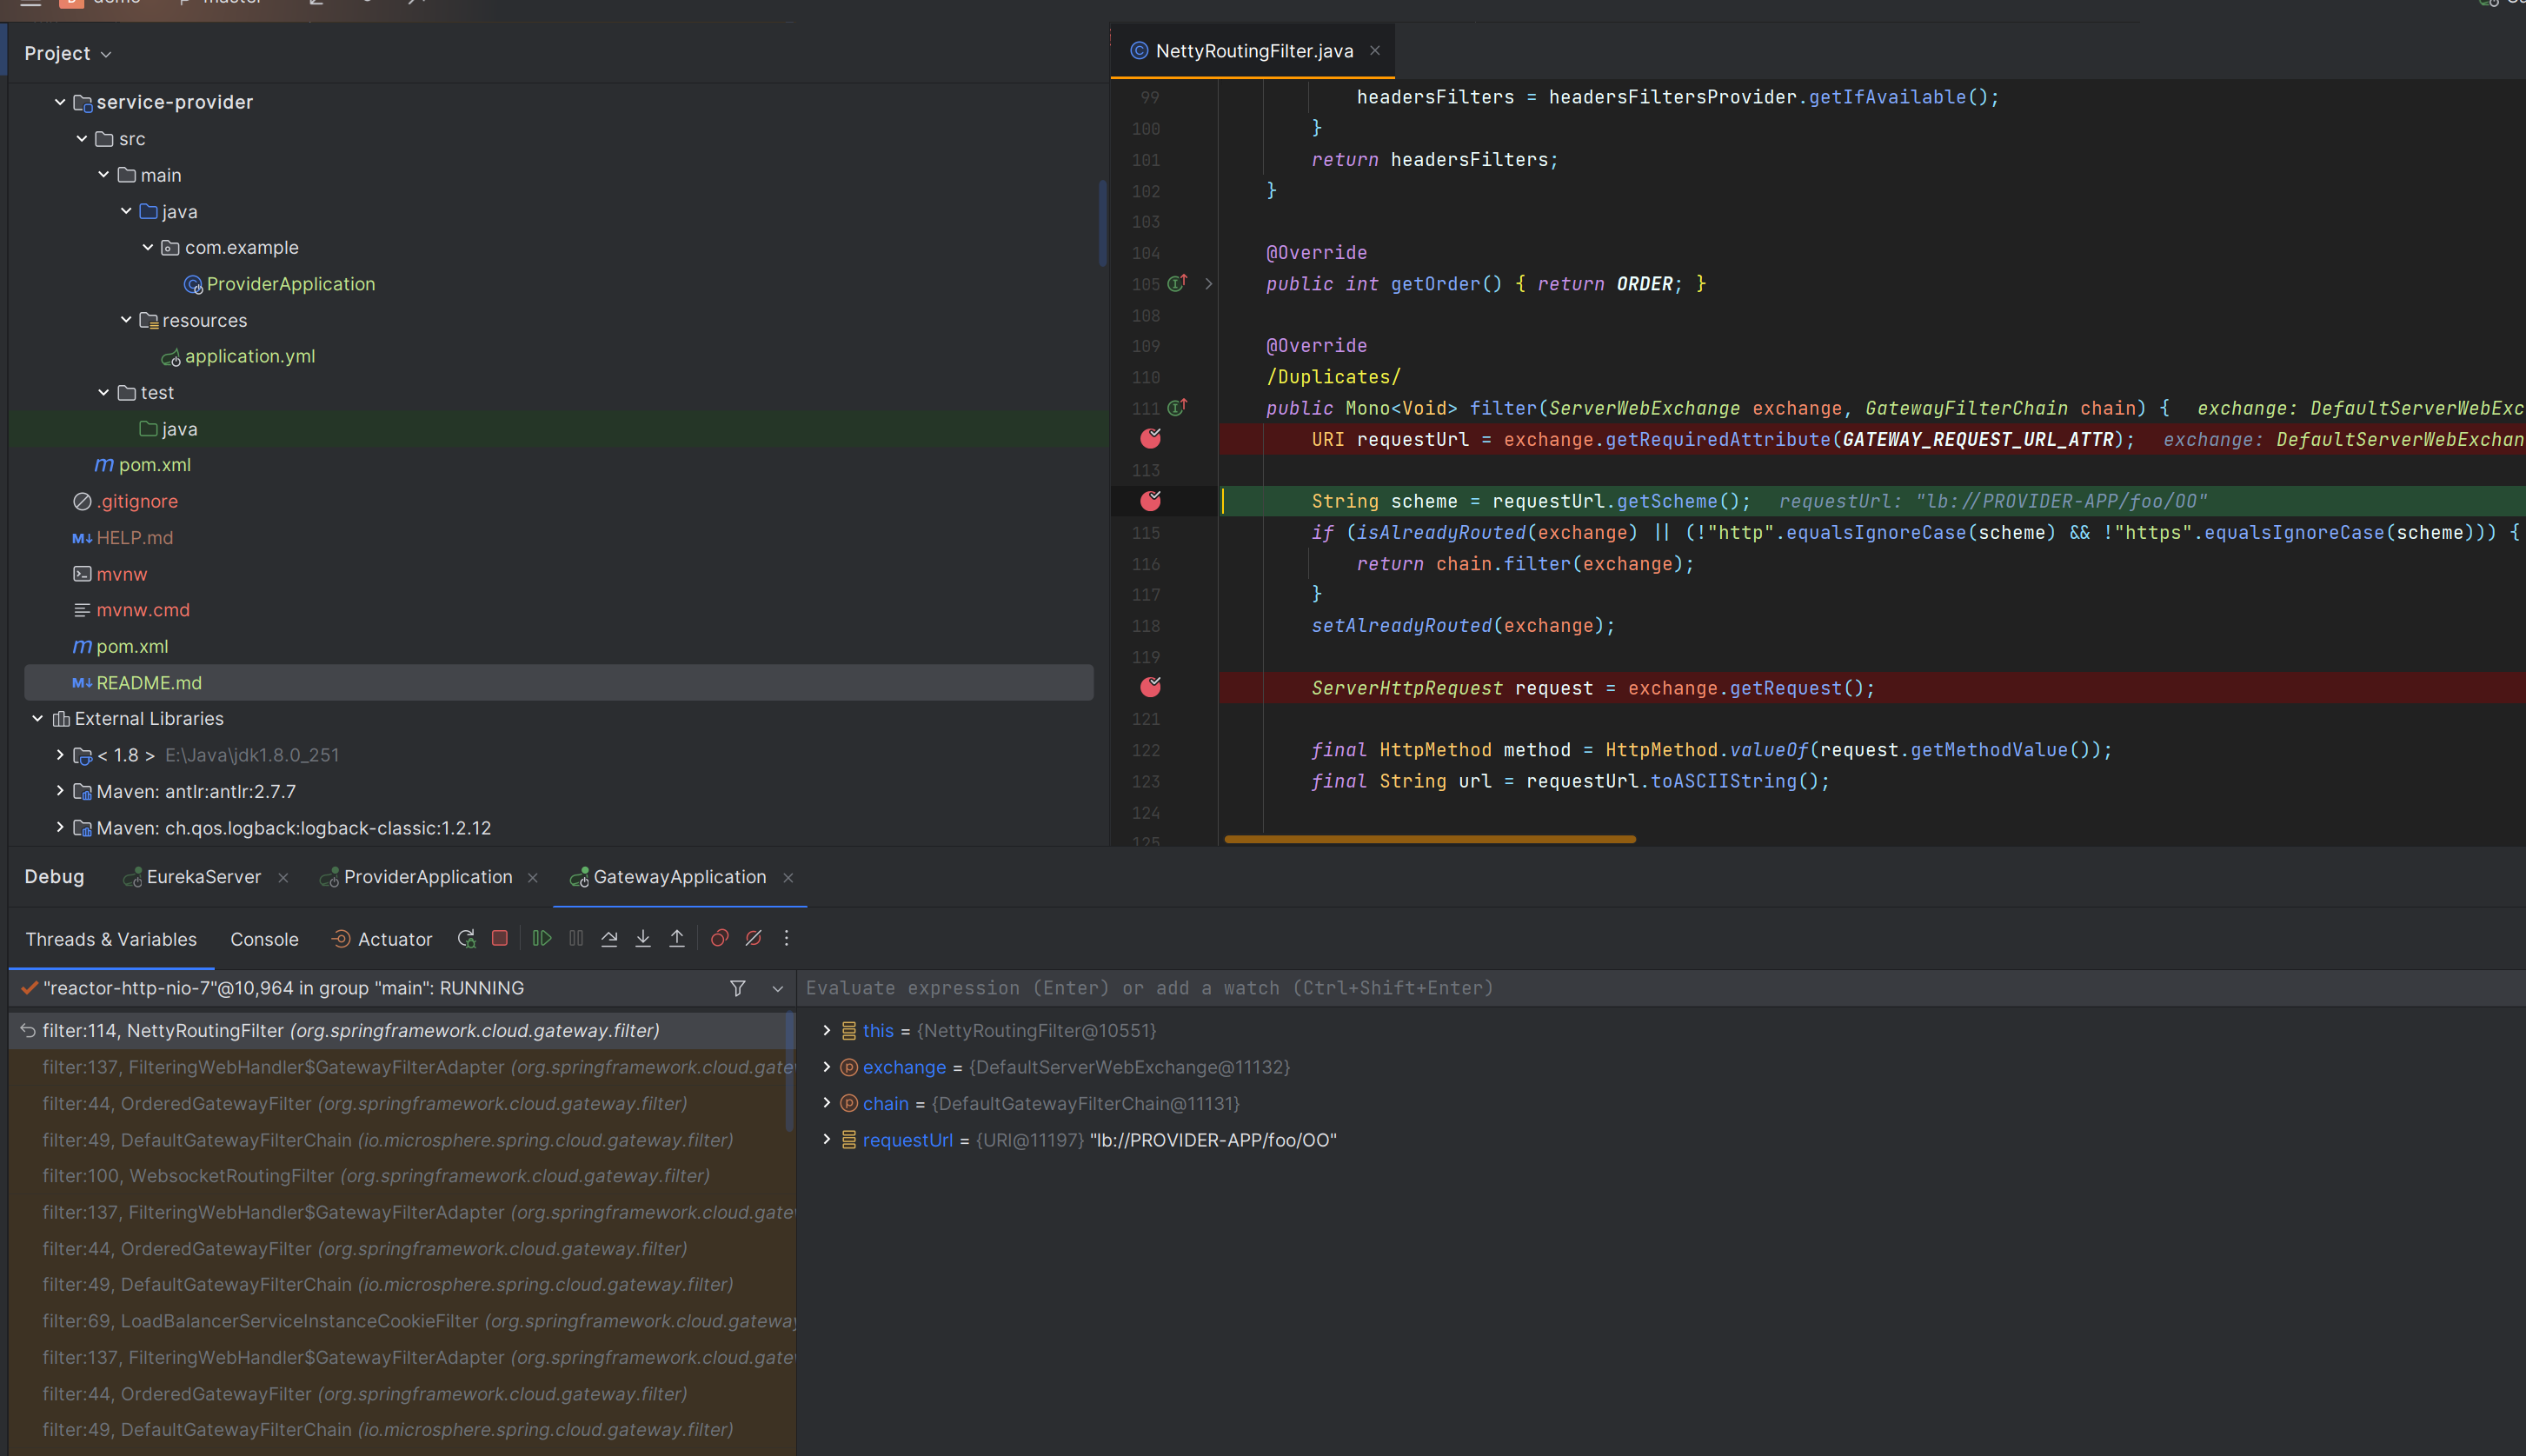 demo
master
Project
service-provider
src
main
java
com.example
ProviderApplication
resources
application.yml
test
java
pom.xml
.gitignore
HELP.md
mvnw
mvnw.cmd
pom.xml
README.md
External Libraries
< 1.8 > E:\Java\jdk1.8.0_251
Maven: antlr:antlr:2.7.7
Maven: ch.qos.logback:logback-classic:1.2.12
NettyRoutingFilter.java
99 headersFilters = headersFiltersProvider.getIfAvailable();
100 }
101 return headersFilters;
102 }
103
104 @Override
105 public int getOrder() { return ORDER; }
108
109 @Override
110 /Duplicates/
111 public Mono<Void> filter(ServerWebExchange exchange, GatewayFilterChain chain) { exchange: DefaultServerWebExc
URI requestUrl = exchange.getRequiredAttribute(GATEWAY_REQUEST_URL_ATTR); exchange: DefaultServerWebExchan
113
String scheme = requestUrl.getScheme(); requestUrl: "lb://PROVIDER-APP/foo/OO"
115 if (isAlreadyRouted(exchange) || (!"http".equalsIgnoreCase(scheme) && !"https".equalsIgnoreCase(scheme))) {
116 return chain.filter(exchange);
117 }
118 setAlreadyRouted(exchange);
119
ServerHttpRequest request = exchange.getRequest();
121
122 final HttpMethod method = HttpMethod.valueOf(request.getMethodValue());
123 final String url = requestUrl.toASCIIString();
124
125
Debug EurekaServer ProviderApplication GatewayApplication
Threads & Variables Console Actuator
"reactor-http-nio-7"@10,964 in group "main": RUNNING
filter:114, NettyRoutingFilter (org.springframework.cloud.gateway.filter)
filter:137, FilteringWebHandler$GatewayFilterAdapter (org.springframework.cloud.gate
filter:44, OrderedGatewayFilter (org.springframework.cloud.gateway.filter)
filter:49, DefaultGatewayFilterChain (io.microsphere.spring.cloud.gateway.filter)
filter:100, WebsocketRoutingFilter (org.springframework.cloud.gateway.filter)
filter:137, FilteringWebHandler$GatewayFilterAdapter (org.springframework.cloud.gate
filter:44, OrderedGatewayFilter (org.springframework.cloud.gateway.filter)
filter:49, DefaultGatewayFilterChain (io.microsphere.spring.cloud.gateway.filter)
filter:69, LoadBalancerServiceInstanceCookieFilter (org.springframework.cloud.gateway
filter:137, FilteringWebHandler$GatewayFilterAdapter (org.springframework.cloud.gate
filter:44, OrderedGatewayFilter (org.springframework.cloud.gateway.filter)
filter:49, DefaultGatewayFilterChain (io.microsphere.spring.cloud.gateway.filter)
Evaluate expression (Enter) or add a watch (Ctrl+Shift+Enter)
this = {NettyRoutingFilter@10551}
exchange = {DefaultServerWebExchange@11132}
chain = {DefaultGatewayFilterChain@11131}
requestUrl = {URI@11197} "lb://PROVIDER-APP/foo/OO"